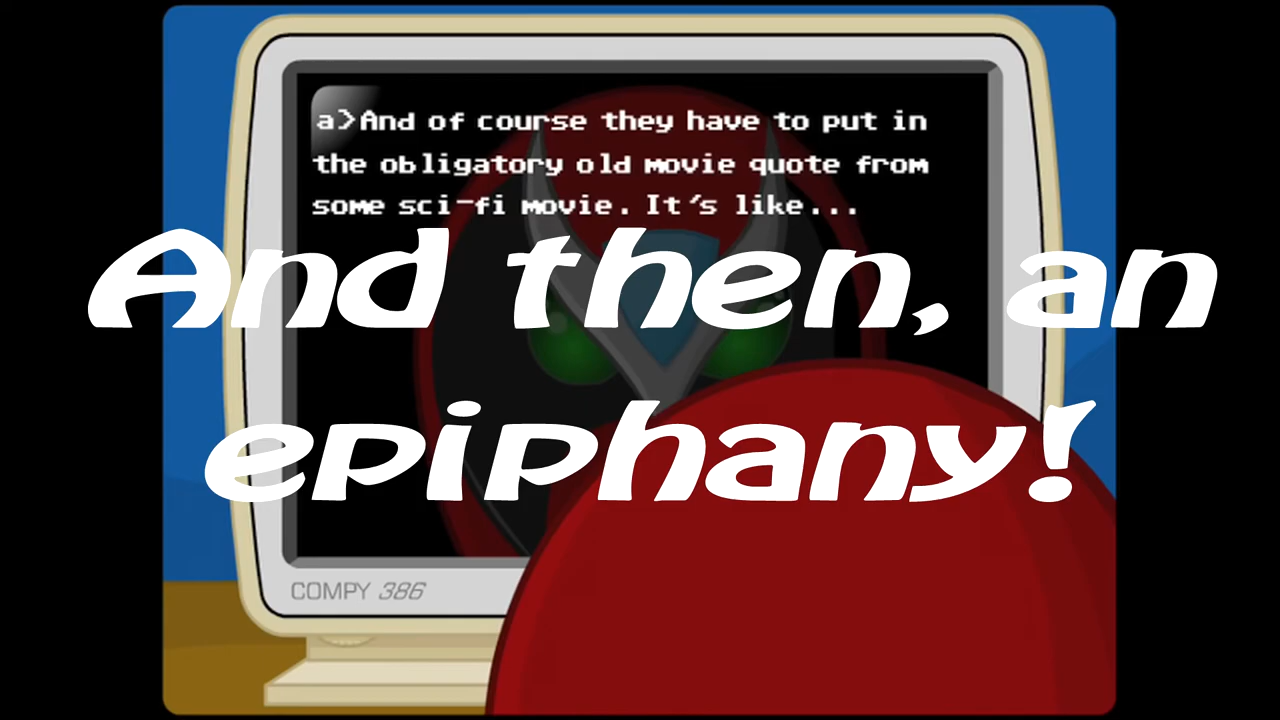 a>And of course they have to put in
the obligatory old movie quote from
some sci-fi movie. It's like...
And then, an
epiphany!
COMPY 386